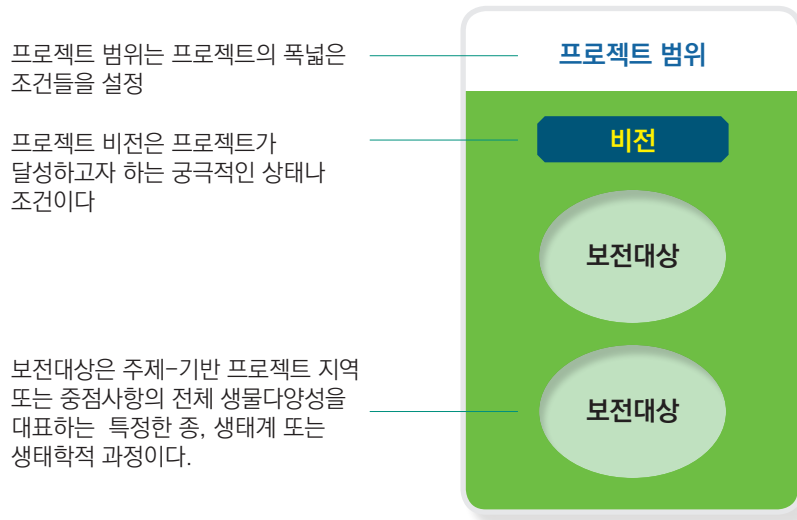 프로젝트 범위는 프로젝트의 폭넓은
조건들을 설정
프로젝트 범위
프로젝트 비전은 프로젝트가
달성하고자 하는 궁극적인 상태나
조건이다
비전
보전대상
보전대상은 주제-기반 프로젝트 지역
또는 중점사항의 전체 생물다양성을
대표하는 특정한 종, 생태계 또는
생태학적 과정이다.
보전대상